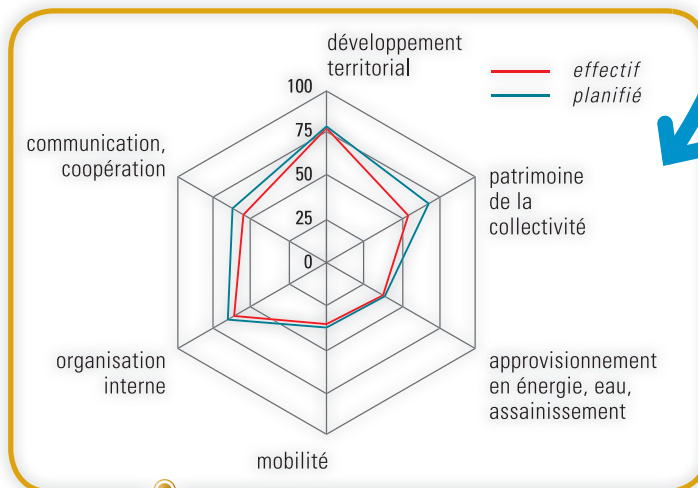 développement
territorial
effectif
planifié
100
75
50
25
0
communication,
coopération
patrimoine
de la
collectivité
organisation
interne
approvisionnement
en énergie, eau,
assainissement
mobilité